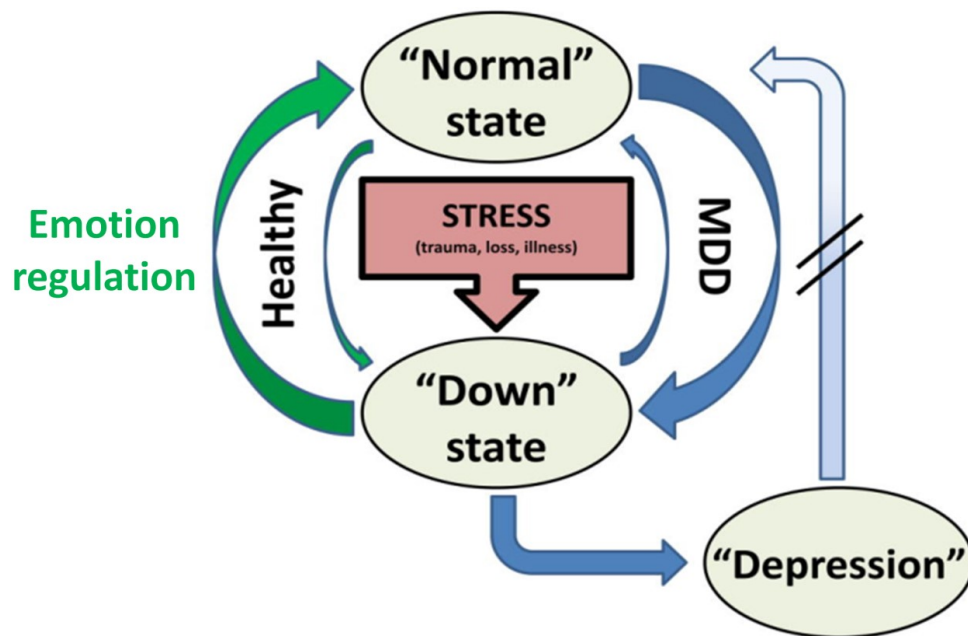 “Normal”
state
Emotion
regulation
Healthy
STRESS
(trauma, loss, illness)
MDD
“Down”
state
“Depression”